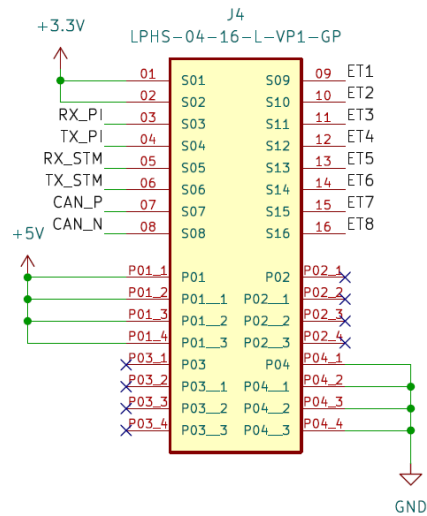 J4
LPHS-04-16-L-VP1-GP
+3.3V
01 S01 S09 09 ET1
02 S02 S10 10 ET2
RX_PI 03 S03 S11 11 ET3
TX_PI 04 S04 S12 12 ET4
RX_STM 05 S05 S13 13 ET5
TX_STM 06 S06 S14 14 ET6
CAN_P 07 S07 S15 15 ET7
CAN_N 08 S08 S16 16 ET8
+5V
P01_1 P01 P02 P02_1
P01_2 P01__1 P02__1 P02_2
P01_3 P01__2 P02__2 P02_3
P01_4 P01__3 P02__3 P02_4
P03_1 P03 P04 P04_1
P03_2 P03__1 P04__1 P04_2
P03_3 P03__2 P04__2 P04_3
P03_4 P03__3 P04__3 P04_4
GND